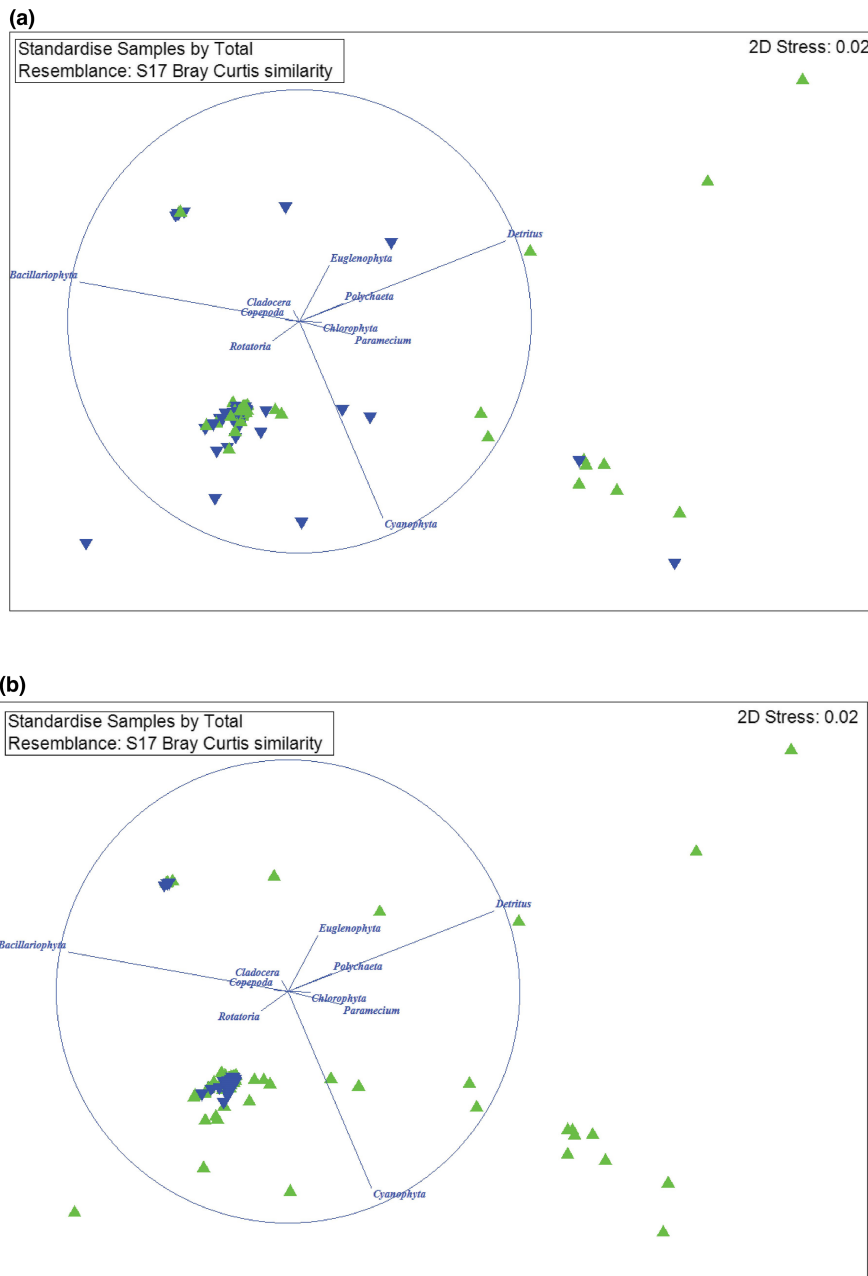 (a)
Standardise Samples by Total
Resemblance: S17 Bray Curtis similarity
2D Stress: 0.02
Detritus
Euglenophyta
Bacillariophyta
Polychaeta
Cladocera
Copepoda
Chlorophyta
Paramecium
Rotatoria
Cyanophyta
(b)
Standardise Samples by Total
Resemblance: S17 Bray Curtis similarity
2D Stress: 0.02
Detritus
Euglenophyta
Bacillariophyta
Polychaeta
Cladocera
Copepoda
Chlorophyta
Paramecium
Rotatoria
Cyanophyta